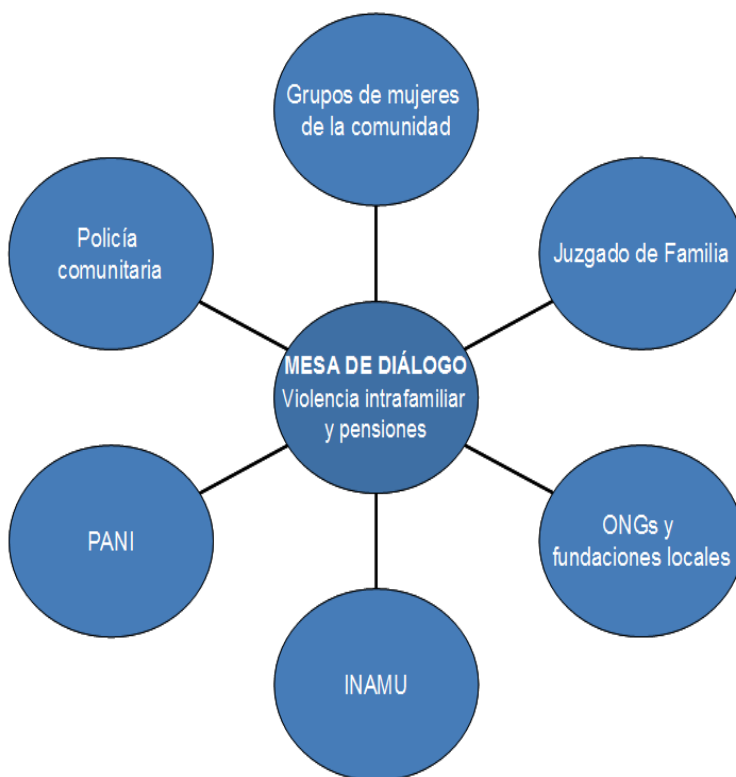 Grupos de mujeres
de la comunidad
Policía
comunitaria
Juzgado de Familia
MESA DE DIÁLOGO
Violencia intrafamiliar
y pensiones
PANI
ONGs y
fundaciones locales
INAMU